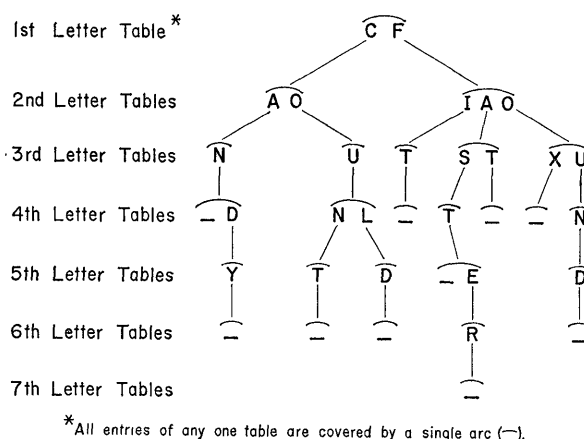 1st Letter Table* C F
2nd Letter Tables A O I A O
3rd Letter Tables N U T S T X U
4th Letter Tables _ D N L _ T _ _ N
5th Letter Tables Y T D _ E D
6th Letter Tables _ _ _ R _
7th Letter Tables _
*All entries of any one table are covered by a single arc (⌒).